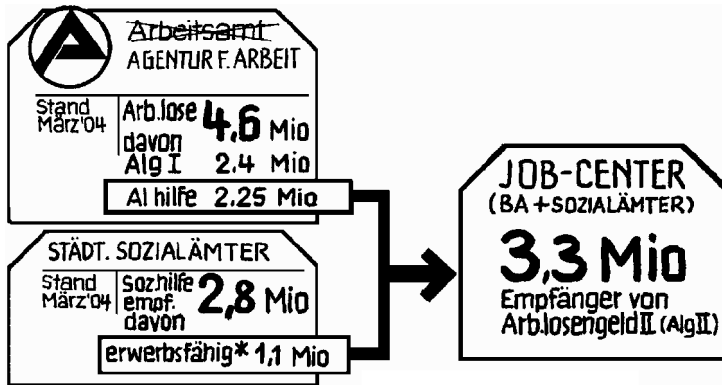 Arbeitsamt
AGENTUR F. ARBEIT
Stand
März'04
Arb.lose
davon
4,6 Mio
Alg I 2.4 Mio
Al hilfe 2.25 Mio
STÄDT. SOZIALÄMTER
Stand
März'04
Soz.hilfe
empf.
davon
2,8 Mio
erwerbsfähig* 1,1 Mio
JOB-CENTER
(BA + SOZIALÄMTER)
3,3 Mio
Empfänger von
Arb.losengeld II (Alg II)